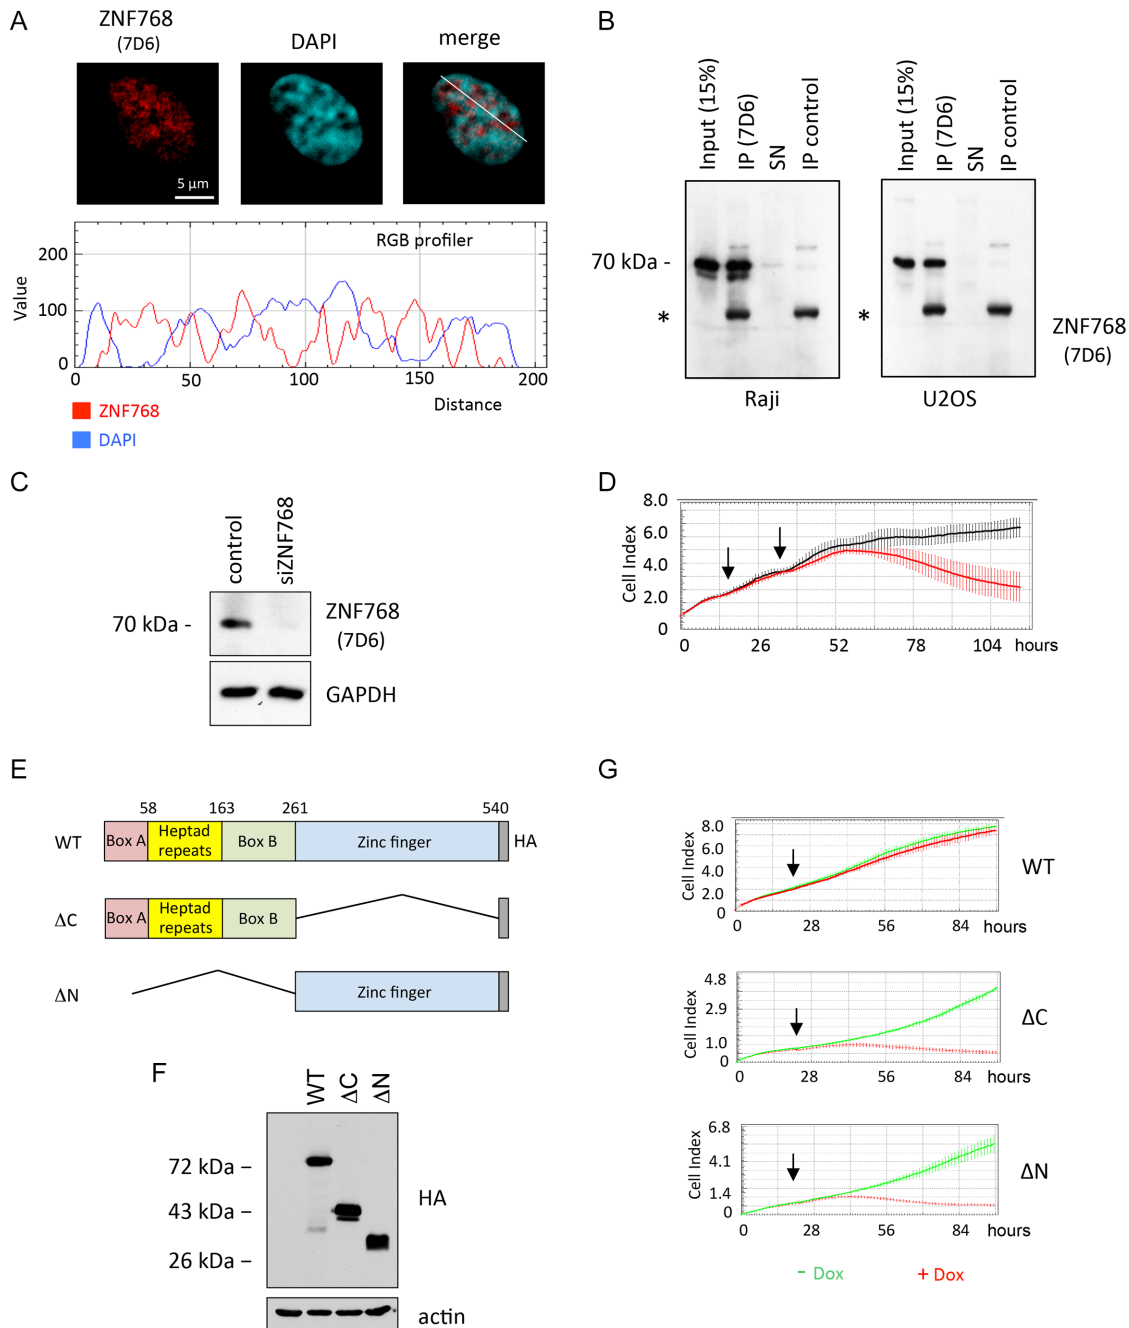 A
ZNF768
(7D6)
DAPI
merge
5 µm
RGB profiler
200
100
0
Value
0 50 100 150 200
Distance
ZNF768
DAPI
B
Input (15%)
IP (7D6)
SN
IP control
Input (15%)
IP (7D6)
SN
IP control
70 kDa -
*
*
ZNF768
(7D6)
Raji
U2OS
C
control
siZNF768
70 kDa -
ZNF768
(7D6)
GAPDH
D
8.0
6.0
4.0
2.0
0
Cell Index
0 26 52 78 104 hours
E
58 163 261 540
WT
Box A
Heptad
repeats
Box B
Zinc finger
HA
ΔC
Box A
Heptad
repeats
Box B
ΔN
Zinc finger
F
WT
ΔC
ΔN
72 kDa –
43 kDa –
26 kDa –
HA
actin
G
8.0
6.0
4.0
2.0
0
Cell Index
0 28 56 84 hours
WT
4.8
2.9
1.0
0
Cell Index
0 28 56 84 hours
ΔC
6.8
4.1
1.4
0
Cell Index
0 28 56 84 hours
ΔN
- Dox
+ Dox